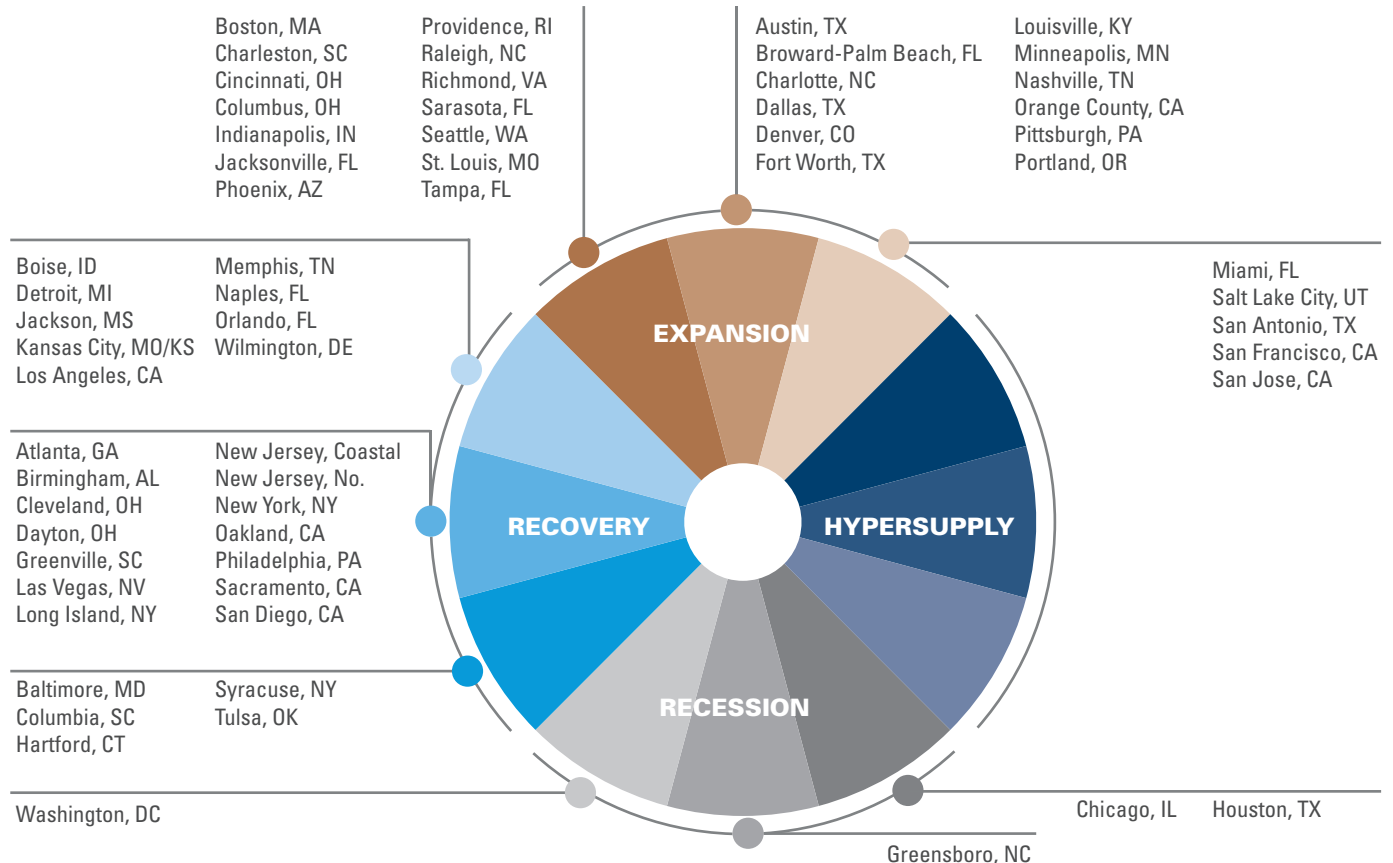 Boston, MA
Charleston, SC
Cincinnati, OH
Columbus, OH
Indianapolis, IN
Jacksonville, FL
Phoenix, AZ
Providence, RI
Raleigh, NC
Richmond, VA
Sarasota, FL
Seattle, WA
St. Louis, MO
Tampa, FL
Austin, TX
Broward-Palm Beach, FL
Charlotte, NC
Dallas, TX
Denver, CO
Fort Worth, TX
Louisville, KY
Minneapolis, MN
Nashville, TN
Orange County, CA
Pittsburgh, PA
Portland, OR
Boise, ID
Detroit, MI
Jackson, MS
Kansas City, MO/KS
Los Angeles, CA
Memphis, TN
Naples, FL
Orlando, FL
Wilmington, DE
Miami, FL
Salt Lake City, UT
San Antonio, TX
San Francisco, CA
San Jose, CA
EXPANSION
Atlanta, GA
Birmingham, AL
Cleveland, OH
Dayton, OH
Greenville, SC
Las Vegas, NV
Long Island, NY
New Jersey, Coastal
New Jersey, No.
New York, NY
Oakland, CA
Philadelphia, PA
Sacramento, CA
San Diego, CA
RECOVERY
HYPERSUPPLY
Baltimore, MD
Columbia, SC
Hartford, CT
Syracuse, NY
Tulsa, OK
RECESSION
Washington, DC
Chicago, IL
Houston, TX
Greensboro, NC